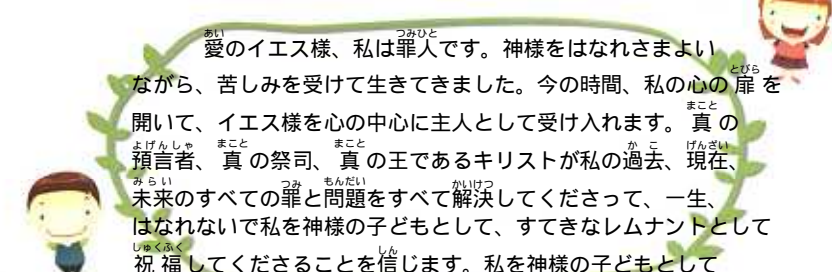 愛のイエス様、私は罪人です。神様をはなれさまよい
ながら、苦しみを受けて生きてきました。今の時間、私の心の扉を
開いて、イエス様を心の中心に主人として受け入れます。真の
預言者、真の祭司、真の王であるキリストが私の過去、現在、
未来のすべての罪と問題をすべて解決してくださって、一生、
はなれないで私を神様の子どもとして、すてきなレムナントとして
祝福してくださることを信じます。私を神様の子どもとして